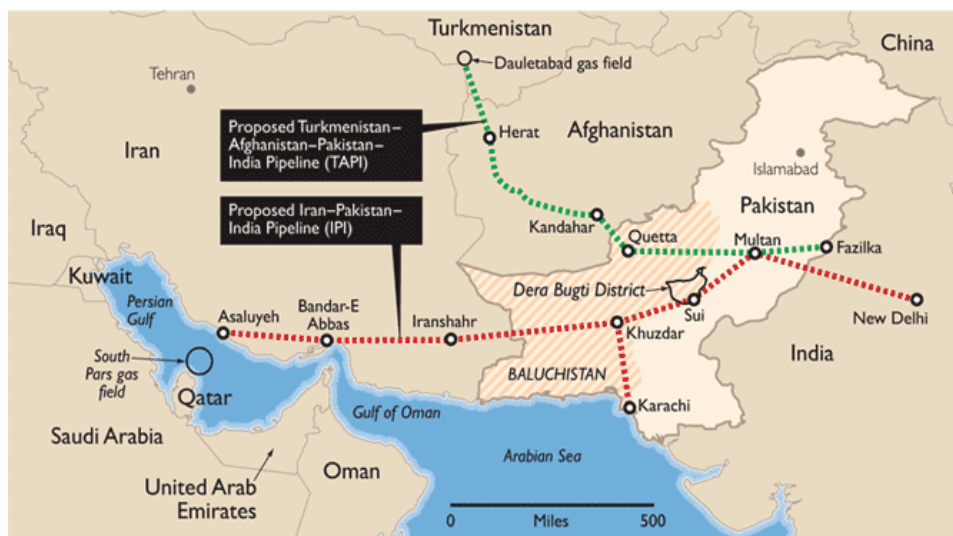 Turkmenistan
China
Dauletabad gas field
Tehran
Proposed Turkmenistan–
Afghanistan–Pakistan–
India Pipeline (TAPI)
Herat
Afghanistan
Iran
Islamabad
Proposed Iran–Pakistan–
India Pipeline (IPI)
Pakistan
Kandahar
Iraq
Quetta
Multan
Fazilka
Kuwait
Dera Bugti District
Persian
Gulf
Asaluyeh
Bandar-E
Abbas
Iranshahr
Sui
New Delhi
Khuzdar
South
Pars gas
field
India
BALUCHISTAN
Qatar
Gulf of Oman
Karachi
Saudi Arabia
Arabian Sea
Oman
United Arab
Emirates
0 Miles 500